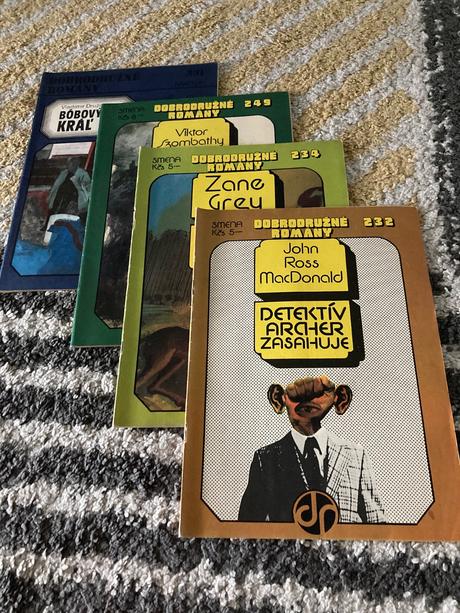 DOBRODRUŽNÉ
ROMÁNY
BÓBOVÝ
KRÁĽ
SMENA
DOBRODRUŽNÉ 249
ROMÁNY
Viktor
Szombathy
SMENA
Kčs 5—
DOBRODRUŽNÉ 234
ROMÁNY
Zane
Grey
SMENA
Kčs 5—
DOBRODRUŽNÉ 232
ROMÁNY
John
Ross
MacDonald
DETEKTÍV
ARCHER
ZASAHUJE
dr